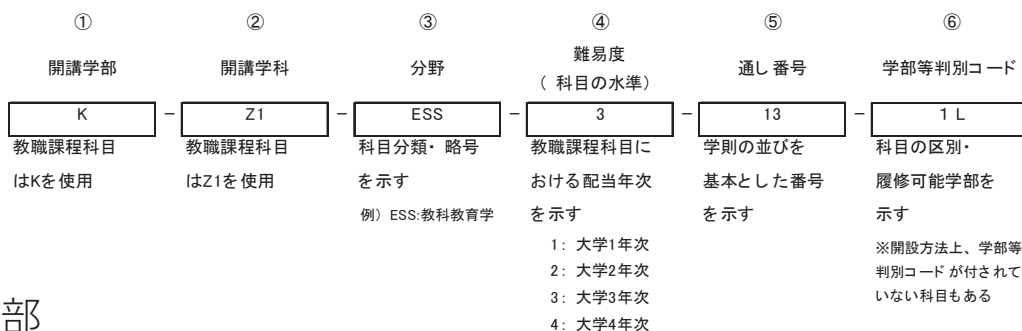 ① ② ③ ④ ⑤ ⑥
開講学部 開講学科 分野 難易度 通し番号 学部等判別コード
（科目の水準）
K － Z1 － ESS － 3 － 13 － 1 L
教職課程科目 教職課程科目 科目分類・略号 教職課程科目に 学則の並びを 科目の区別・
はKを使用 はZ1を使用 を示す おける配当年次 基本とした番号 履修可能学部を
例）ESS:教科教育学 を示す を示す 示す
1： 大学1年次 ※開設方法上、学部等
2： 大学2年次 判別コードが付されて
3： 大学3年次 いない科目もある
4： 大学4年次
部